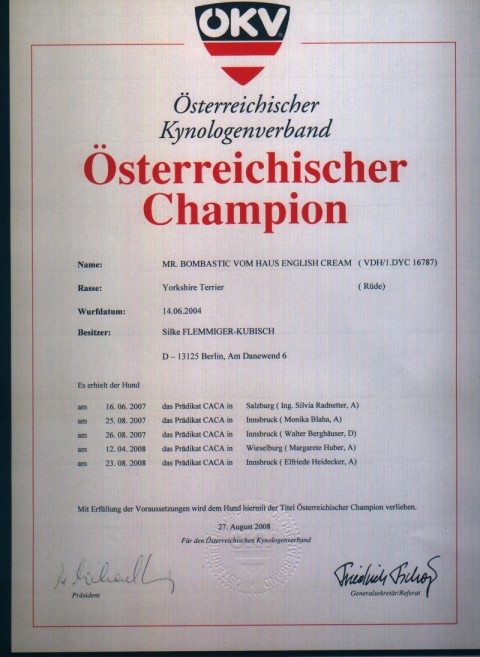 ÖKV
Österreichischer
Kynologenverband
Österreichischer
Champion
Name: MR. BOMBASTIC VOM HAUS ENGLISH CREAM ( VDH/1.DYC 16787)
Rasse: Yorkshire Terrier ( Rüde)
Wurfdatum: 14.06.2004
Besitzer: Silke FLEMMIGER-KUBISCH
D – 13125 Berlin, Am Danewend 6
Es erhielt der Hund
am 16. 06. 2007 das Prädikat CACA in Salzburg ( Ing. Silvia Radnetter, A)
am 25. 08. 2007 das Prädikat CACA in Innsbruck ( Monika Blaha, A)
am 26. 08. 2007 das Prädikat CACA in Innsbruck ( Walter Berghäuser, D)
am 12. 04. 2008 das Prädikat CACA in Wieselburg ( Margarete Huber, A)
am 23. 08. 2008 das Prädikat CACA in Innsbruck ( Elfriede Heidecker, A)
Mit Erfüllung der Voraussetzungen wird dem Hund hiermit der Titel Österreichischer Champion verliehen.
27. August 2008
Für den Österreichischen Kynologenverband
ÖKV
Präsident Generalsekretär/Referat